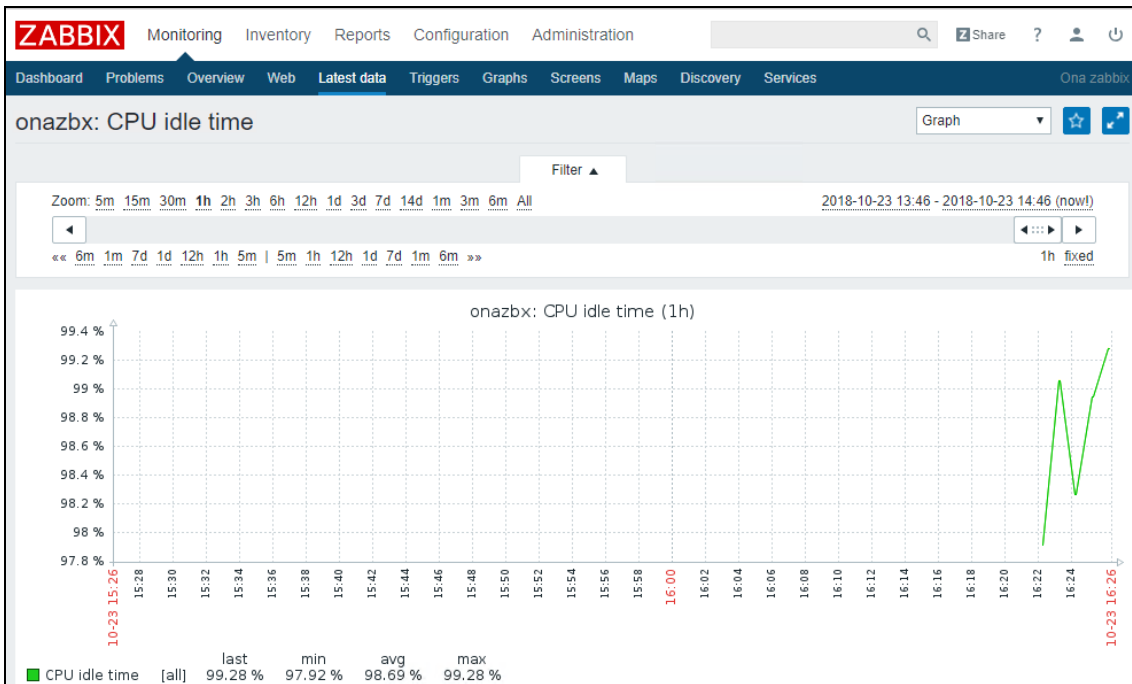 ZABBIX Monitoring Inventory Reports Configuration Administration Z Share ?
Dashboard Problems Overview Web Latest data Triggers Graphs Screens Maps Discovery Services Ona zabbix
onazbx: CPU idle time Graph
Filter ▲
Zoom: 5m 15m 30m 1h 2h 3h 6h 12h 1d 3d 7d 14d 1m 3m 6m All 2018-10-23 13:46 - 2018-10-23 14:46 (now!)
«« 6m 1m 7d 1d 12h 1h 5m | 5m 1h 12h 1d 7d 1m 6m »» 1h fixed
onazbx: CPU idle time (1h)
99.4 %
99.2 %
99 %
98.8 %
98.6 %
98.4 %
98.2 %
98 %
97.8 %
10-23 15:26 15:28 15:30 15:32 15:34 15:36 15:38 15:40 15:42 15:44 15:46 15:48 15:50 15:52 15:54 15:56 15:58 16:00 16:02 16:04 16:06 16:08 16:10 16:12 16:14 16:16 16:18 16:20 16:22 16:24 10-23 16:26
last min avg max
CPU idle time [all] 99.28 % 97.92 % 98.69 % 99.28 %